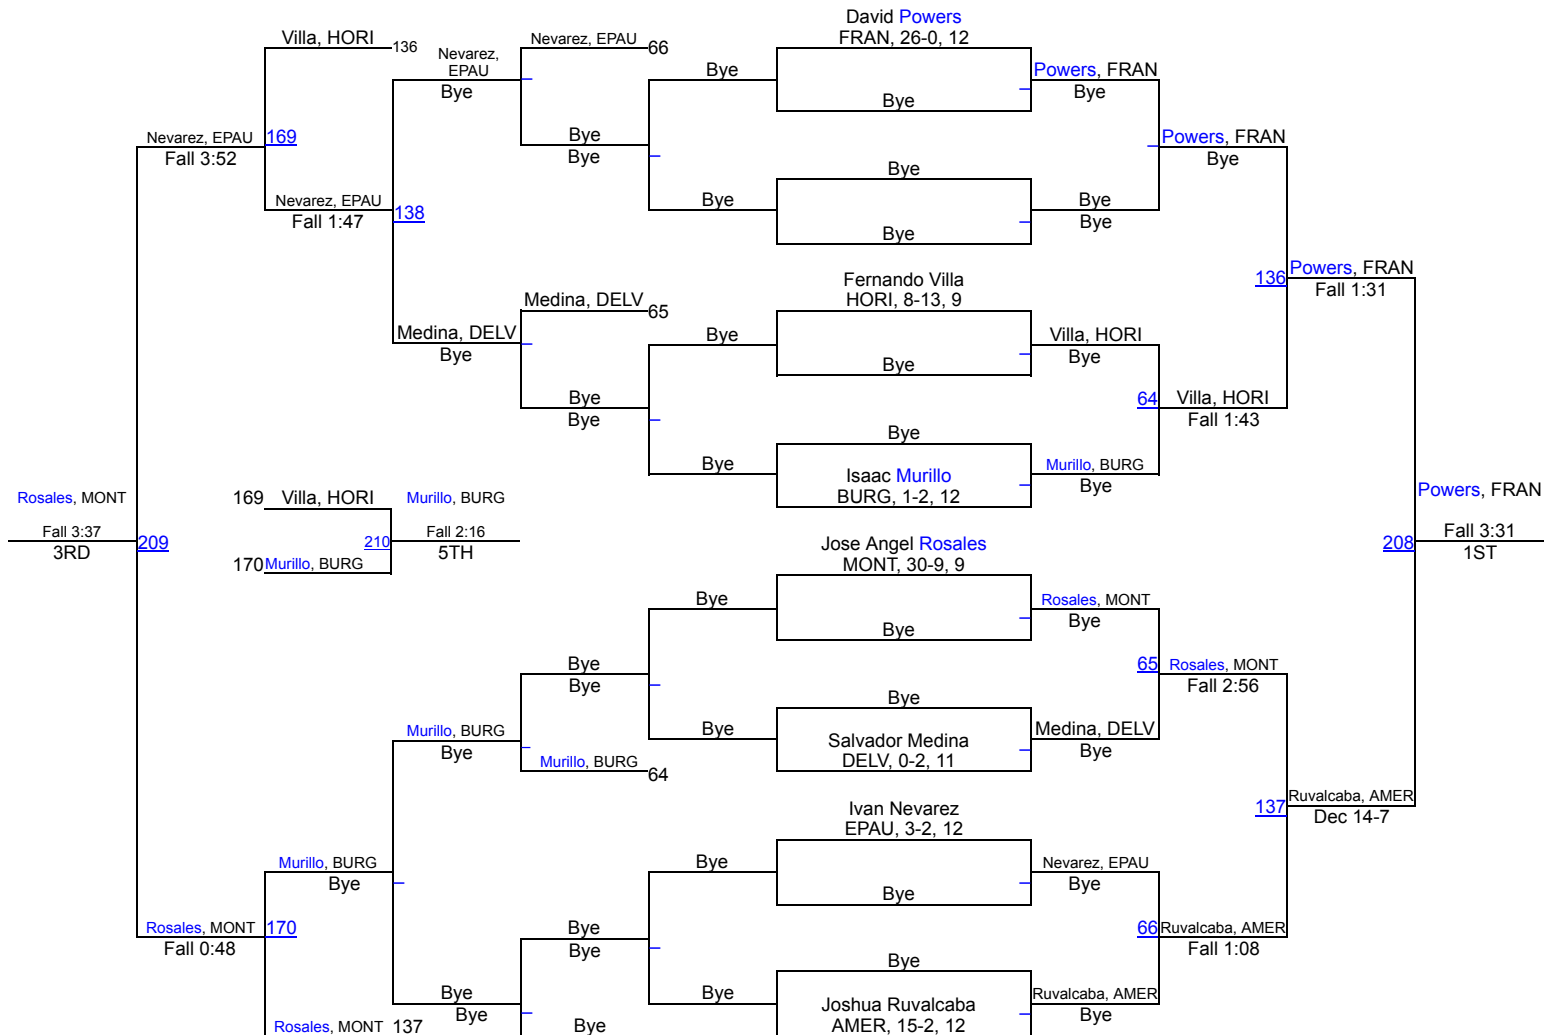 David Powers
FRAN, 26-0, 12
Villa, HORI
136
Nevarez,
EPAU
Bye
Nevarez, EPAU
66
Bye
Bye
Powers, FRAN
Bye
Nevarez, EPAU
Fall 3:52
169
Bye
Bye
Powers, FRAN
Bye
Nevarez, EPAU
Fall 1:47
138
Bye
Bye
Bye
Bye
Bye
Fernando Villa
HORI, 8-13, 9
136
Powers, FRAN
Fall 1:31
Medina, DELV
65
Medina, DELV
Bye
Bye
Bye
Villa, HORI
Bye
Bye
Bye
64
Villa, HORI
Fall 1:43
Bye
Bye
Isaac Murillo
BURG, 1-2, 12
Murillo, BURG
Bye
Rosales, MONT
Fall 3:37
3RD
209
169
Villa, HORI
170
Murillo, BURG
210
Murillo, BURG
Fall 2:16
5TH
Powers, FRAN
208
Fall 3:31
1ST
Jose Angel Rosales
MONT, 30-9, 9
Bye
Bye
Rosales, MONT
Bye
Bye
Bye
65
Rosales, MONT
Fall 2:56
Murillo, BURG
Bye
Murillo, BURG
64
Bye
Bye
Salvador Medina
DELV, 0-2, 11
Medina, DELV
Bye
Ivan Nevarez
EPAU, 3-2, 12
137
Ruvalcaba, AMER
Dec 14-7
Murillo, BURG
Bye
Bye
Bye
Nevarez, EPAU
Bye
Rosales, MONT
Fall 0:48
170
Bye
Bye
66
Ruvalcaba, AMER
Fall 1:08
Bye
Bye
Bye
Bye
Joshua Ruvalcaba
AMER, 15-2, 12
Ruvalcaba, AMER
Bye
Rosales, MONT
137
Bye